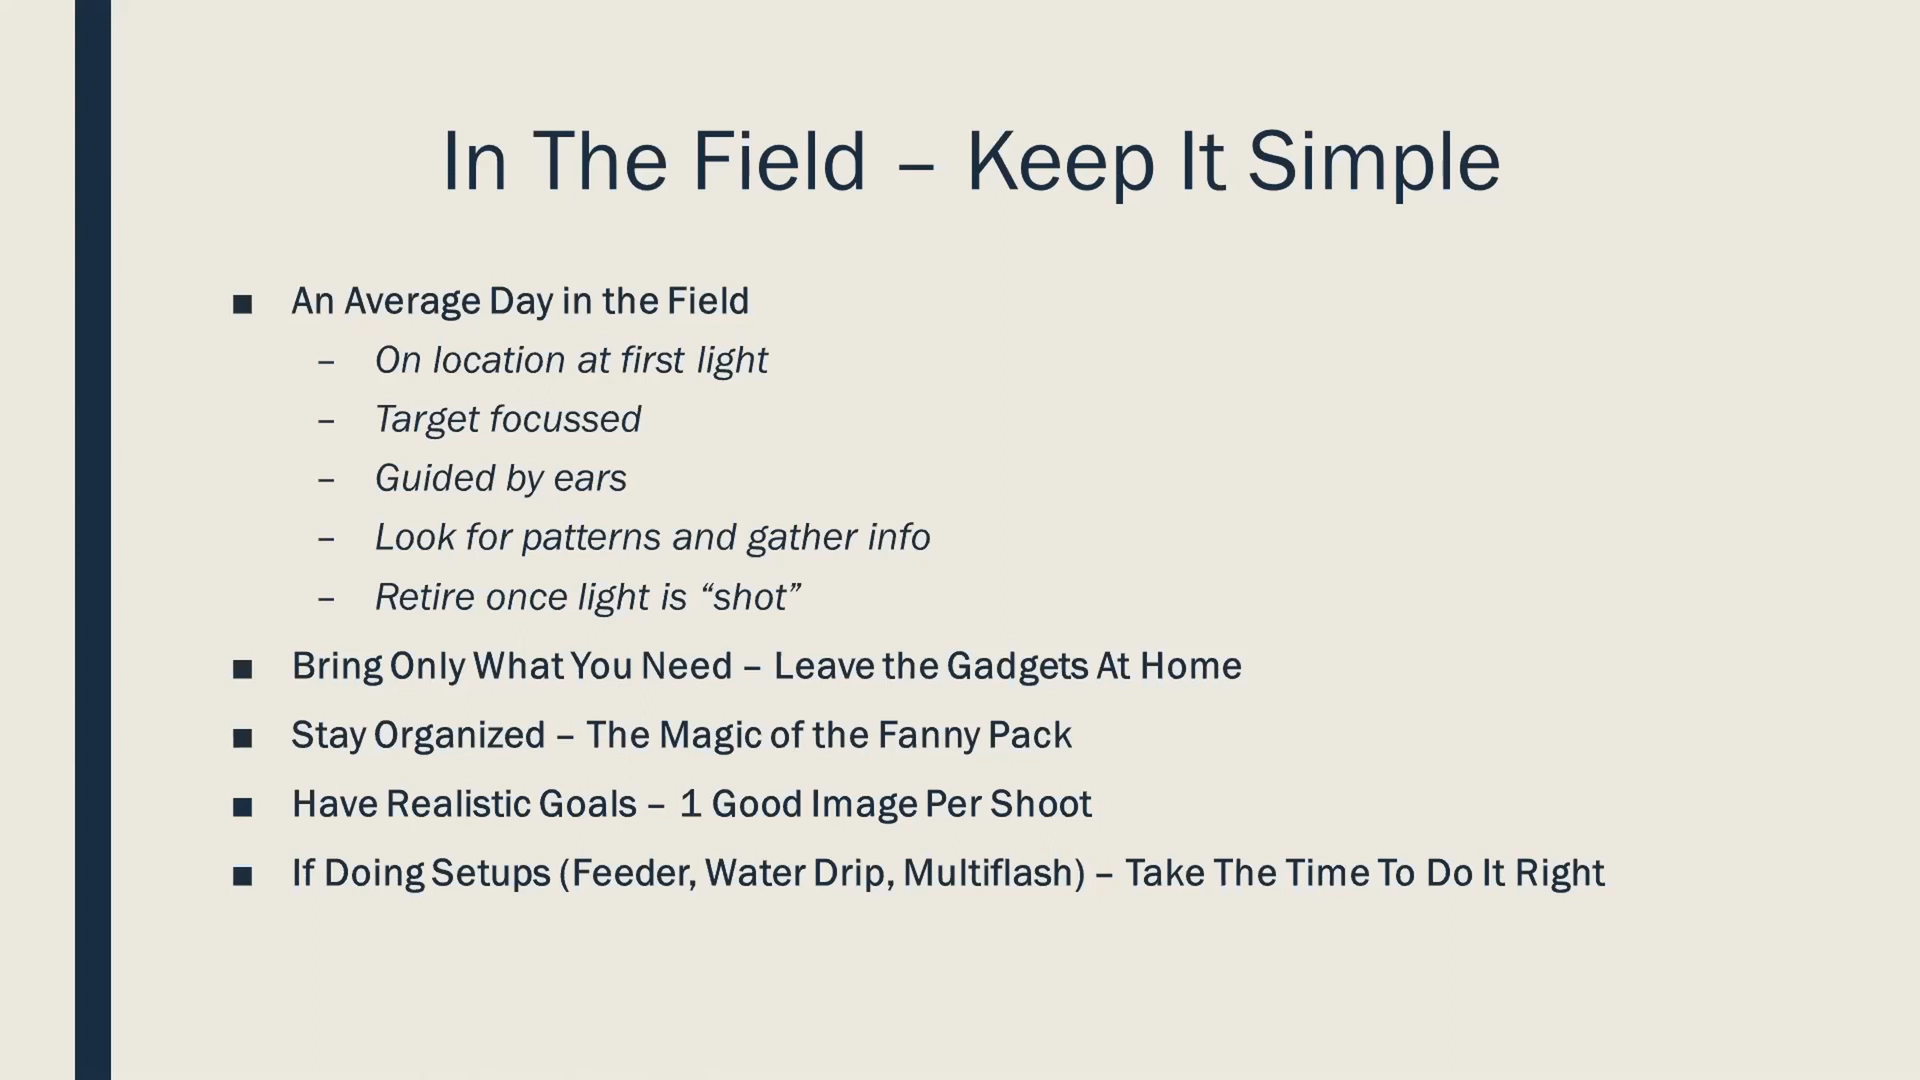 In The Field – Keep It Simple
■ An Average Day in the Field
– On location at first light
– Target focussed
– Guided by ears
– Look for patterns and gather info
– Retire once light is “shot”
■ Bring Only What You Need – Leave the Gadgets At Home
■ Stay Organized – The Magic of the Fanny Pack
■ Have Realistic Goals – 1 Good Image Per Shoot
■ If Doing Setups (Feeder, Water Drip, Multiflash) – Take The Time To Do It Right